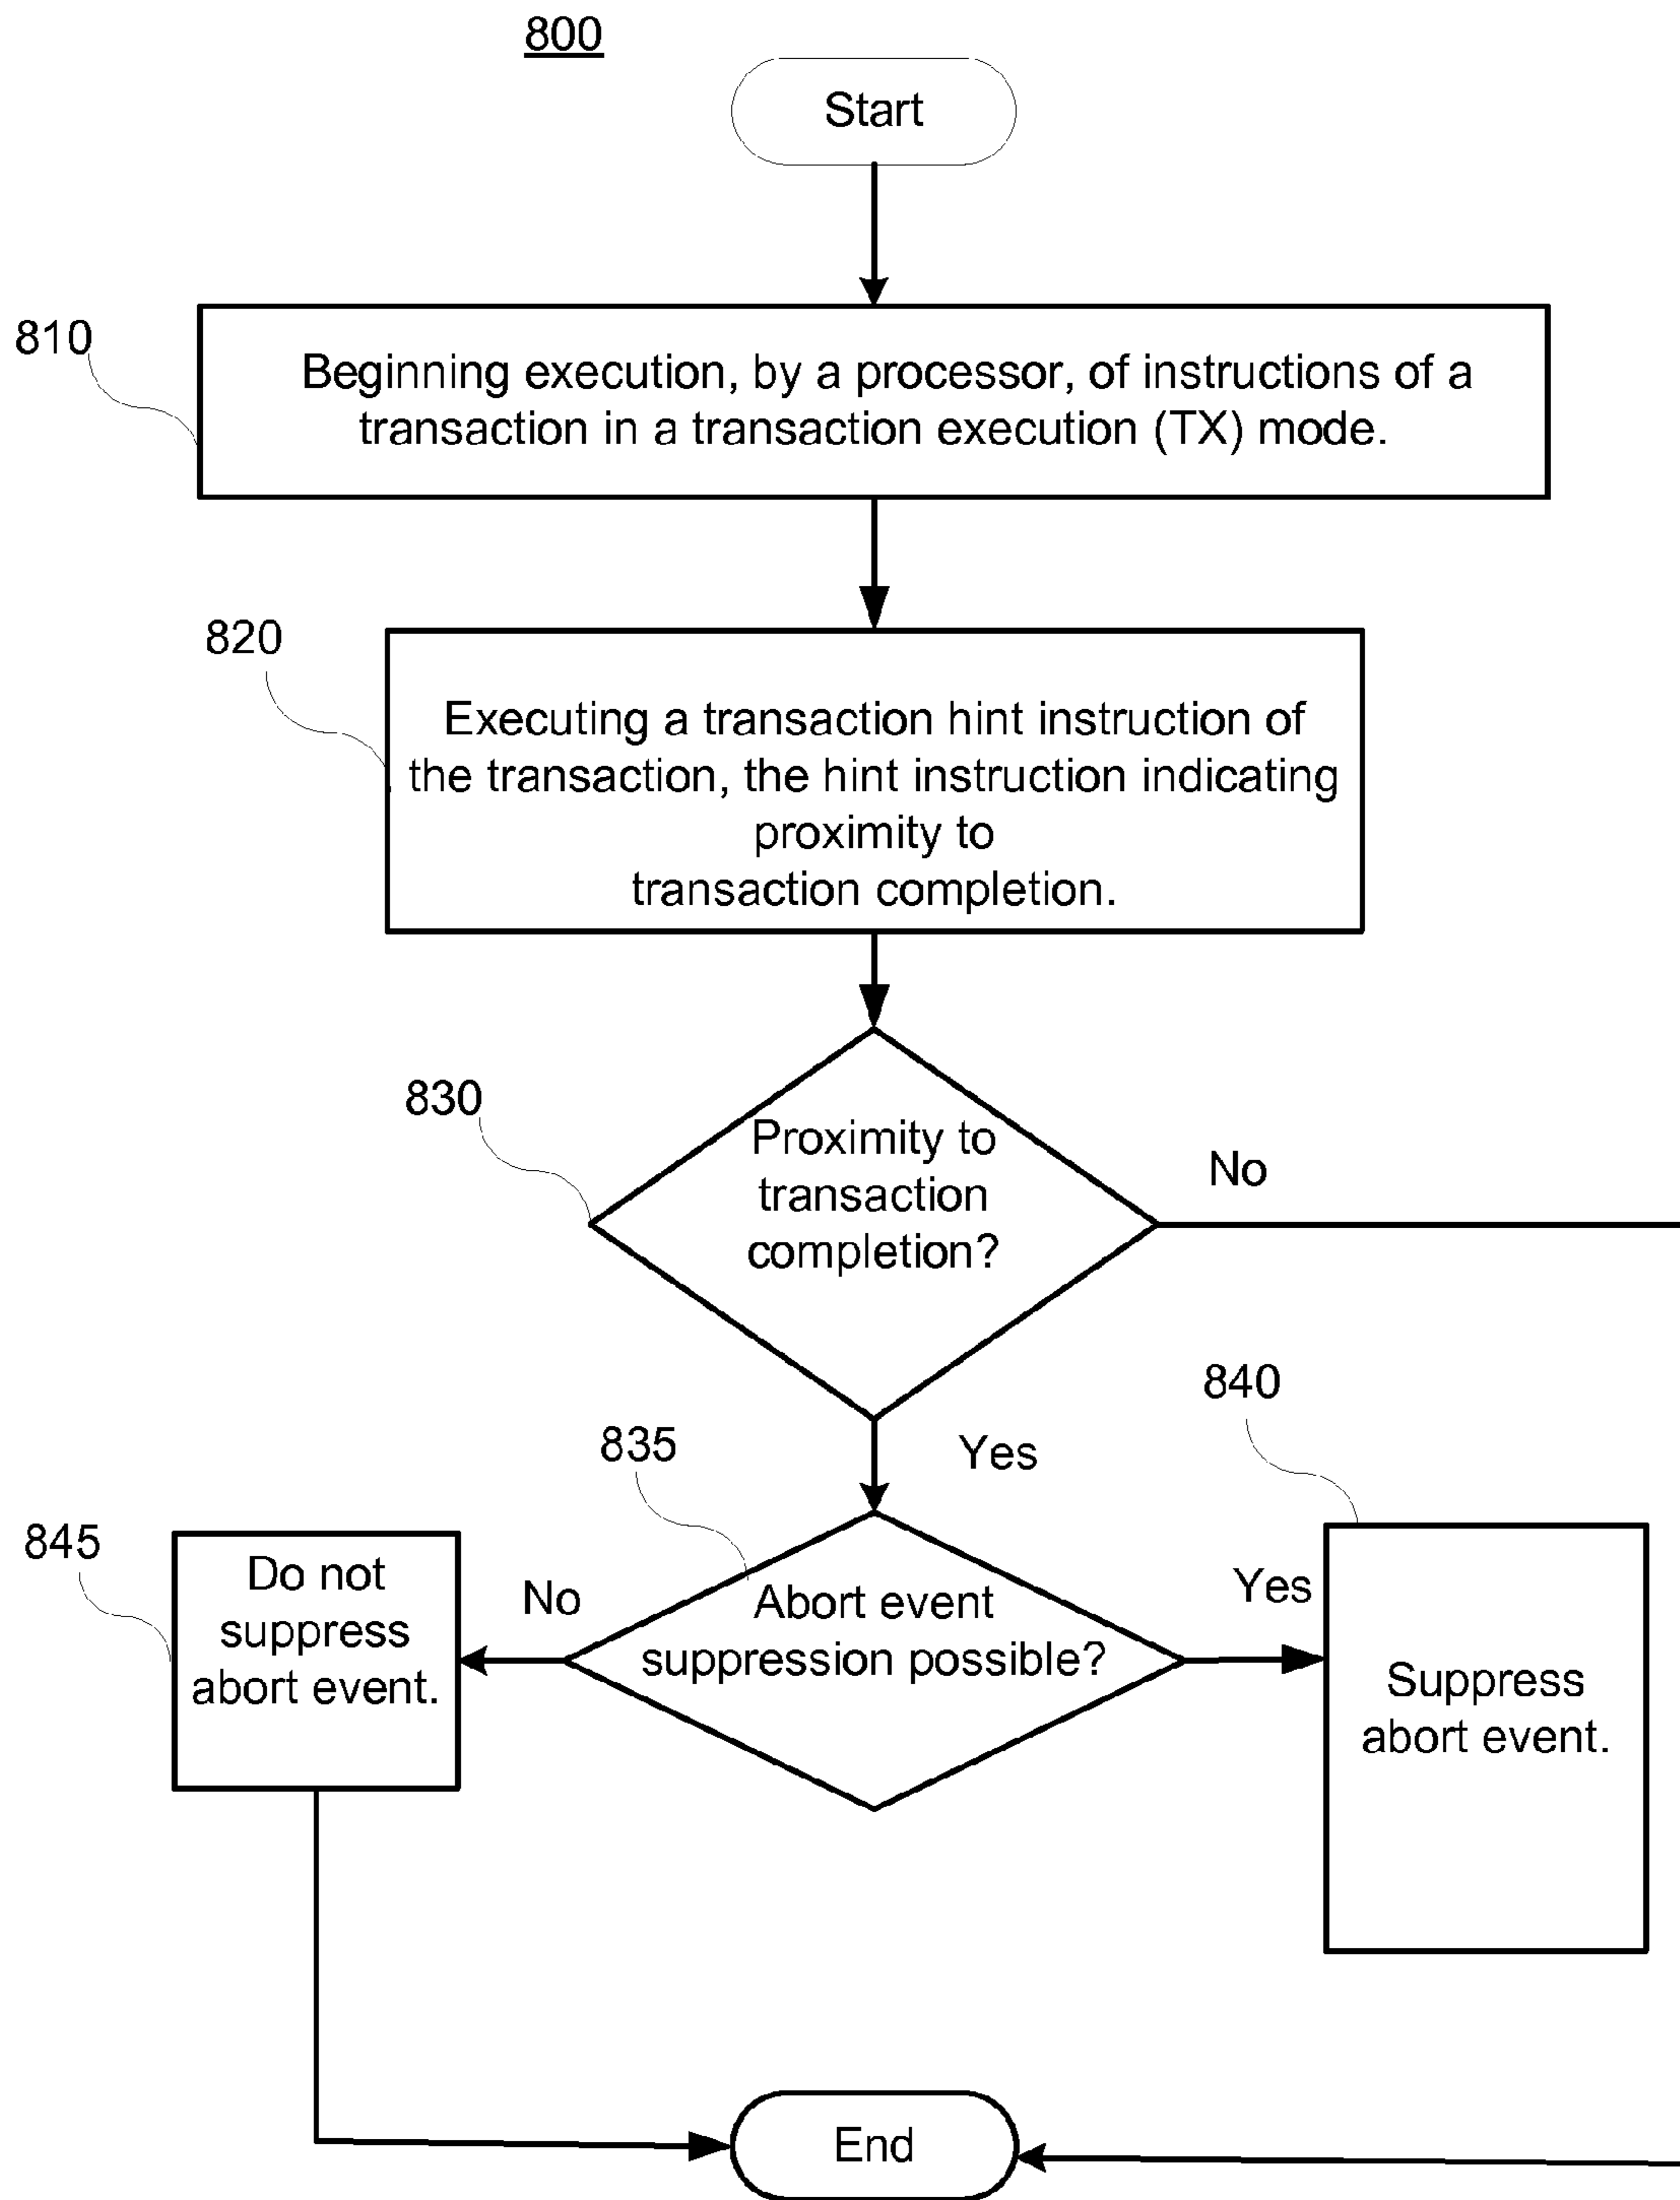 800
Start
810
Beginning execution, by a processor, of instructions of a
transaction in a transaction execution (TX) mode.
820
Executing a transaction hint instruction of
the transaction, the hint instruction indicating
proximity to
transaction completion.
830
Proximity to
transaction
completion?
No
Yes
835
840
845
Do not
suppress
abort event.
No
Abort event
suppression possible?
Yes
Suppress
abort event.
End